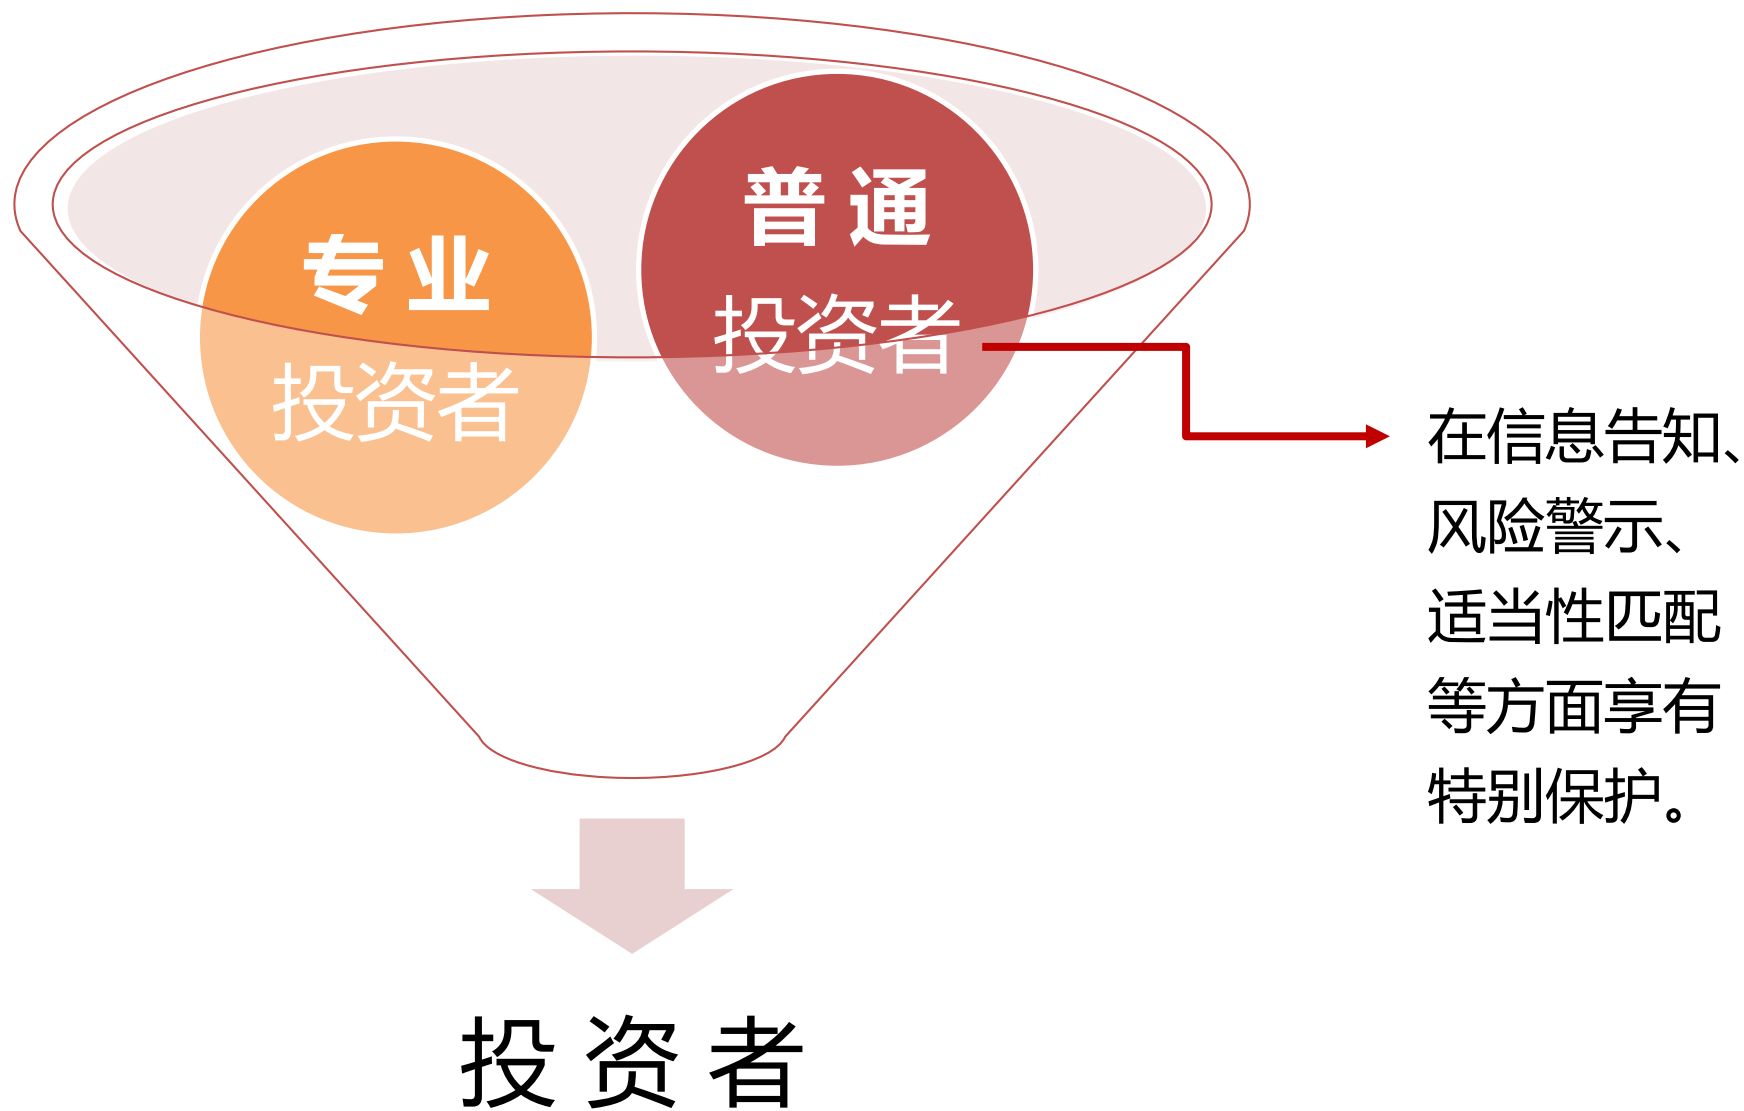 专业
投资者
普通
投资者
在信息告知、
风险警示、
适当性匹配
等方面享有
特别保护。
投资者